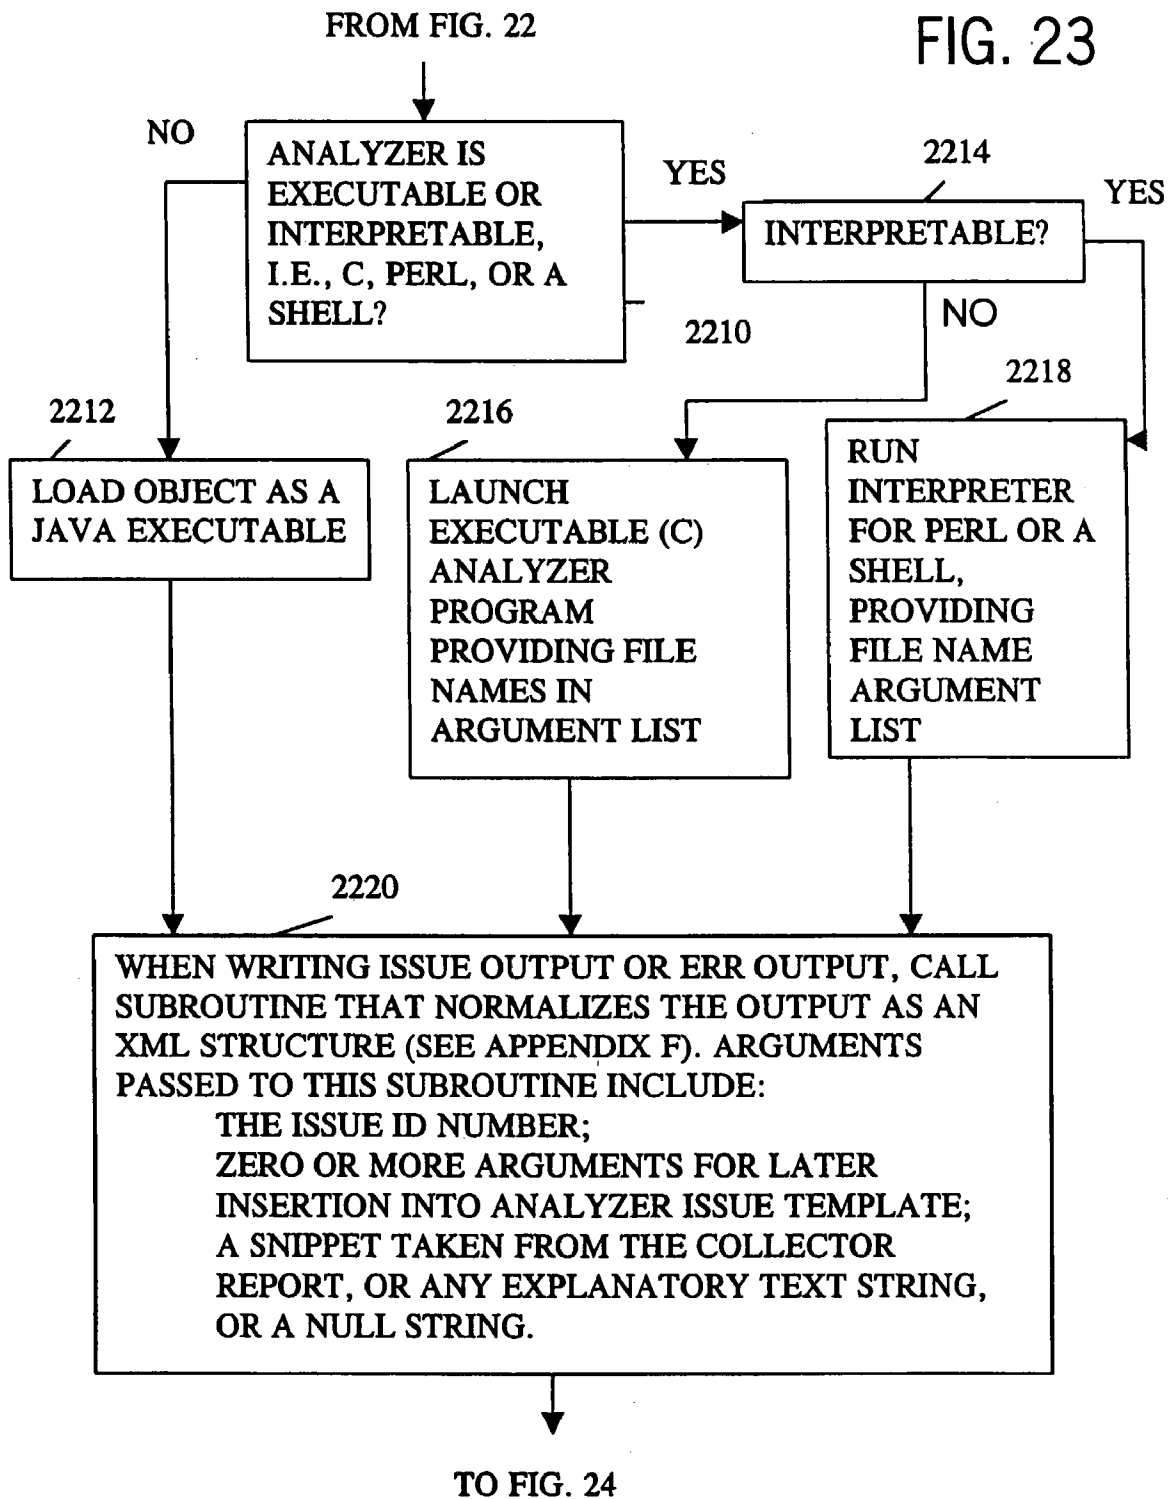 FROM FIG. 22
FIG. 23
NO
ANALYZER IS
EXECUTABLE OR
INTERPRETABLE,
I.E., C, PERL, OR A
SHELL?
YES
2214
YES
INTERPRETABLE?
2210
NO
2212
2216
2218
LOAD OBJECT AS A
JAVA EXECUTABLE
LAUNCH
EXECUTABLE (C)
ANALYZER
PROGRAM
PROVIDING FILE
NAMES IN
ARGUMENT LIST
RUN
INTERPRETER
FOR PERL OR A
SHELL,
PROVIDING
FILE NAME
ARGUMENT
LIST
2220
WHEN WRITING ISSUE OUTPUT OR ERR OUTPUT, CALL
SUBROUTINE THAT NORMALIZES THE OUTPUT AS AN
XML STRUCTURE (SEE APPENDIX F). ARGUMENTS
PASSED TO THIS SUBROUTINE INCLUDE:
THE ISSUE ID NUMBER;
ZERO OR MORE ARGUMENTS FOR LATER
INSERTION INTO ANALYZER ISSUE TEMPLATE;
A SNIPPET TAKEN FROM THE COLLECTOR
REPORT, OR ANY EXPLANATORY TEXT STRING,
OR A NULL STRING.
TO FIG. 24